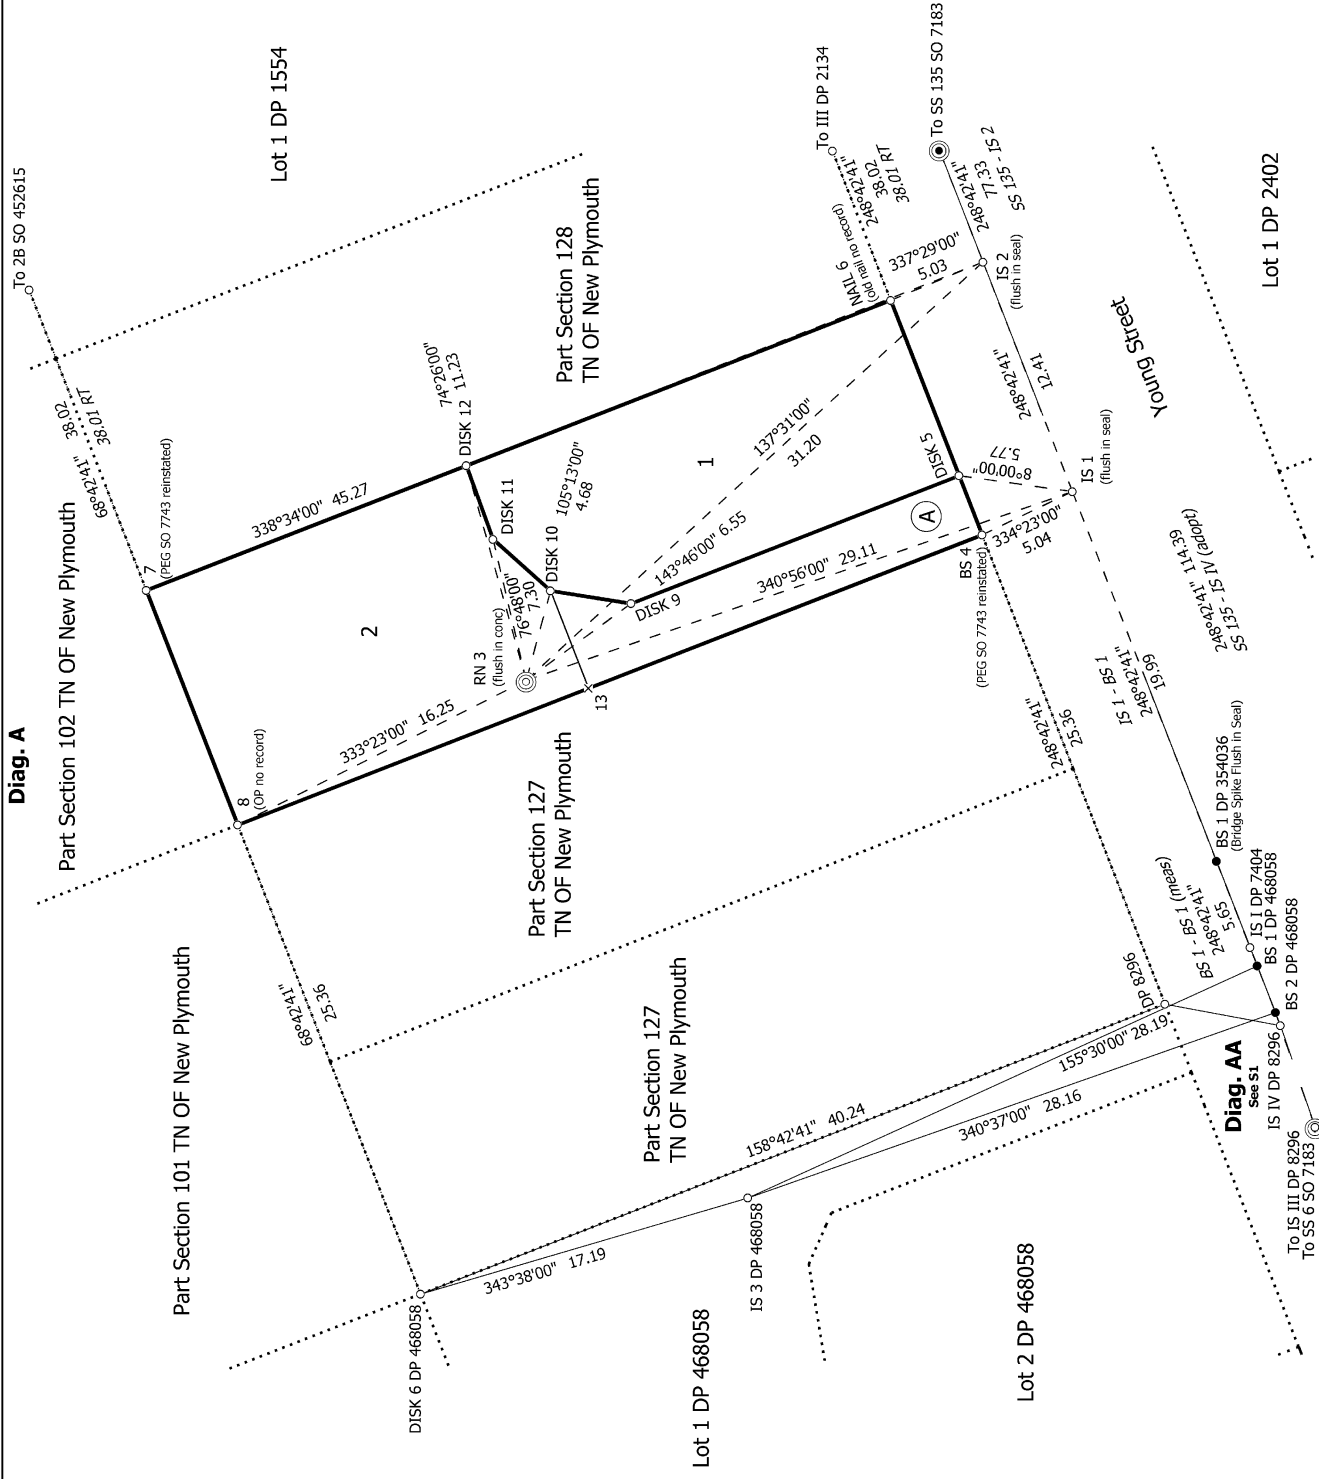 Diag. A
To 2B SO 452615
Lot 1 DP 1554
Part Section 102 TN OF New Plymouth
68°42'41"
38.02
38.01 RT
7
(PEG SO 7743 reinstated)
338°34'00" 45.27
2
8
(OP no record)
333°23'00" 16.25
RN 3
(flush in conc)
76°48'00"
7.30
DISK 12
74°26'00"
11.23
DISK 11
DISK 10
105°13'00"
4.68
DISK 9
143°46'00" 6.55
13
Part Section 128
TN OF New Plymouth
1
137°31'00"
31.20
340°56'00" 29.11
A
DISK 5
BS 4
(PEG SO 7743 reinstated)
334°23'00"
5.04
8°00'00"
5.77
IS 1
(flush in seal)
NAIL 6
(old nail no record)
To III DP 2134
248°42'41"
38.02
38.01 RT
To SS 135 SO 7183
248°42'41"
77.33
SS 135 - IS 2
337°29'00"
5.03
IS 2
(flush in seal)
248°42'41"
12.41
Young Street
Lot 1 DP 2402
248°42'41" 114.39
SS 135 - IS IV (adopt)
IS 1 - BS 1
248°42'41"
19.99
248°42'41"
25.36
Part Section 127
TN OF New Plymouth
Part Section 101 TN OF New Plymouth
68°42'41"
25.36
Part Section 127
TN OF New Plymouth
BS 1 DP 354036
(Bridge Spike Flush in Seal)
BS 1 - BS 1 (meas)
248°42'41"
5.65
IS I DP 7404
BS 1 DP 468058
BS 2 DP 468058
DP 8296
155°30'00" 28.19
158°42'41" 40.24
340°37'00" 28.16
Diag. AA
See S1
IS IV DP 8296
To IS III DP 8296
To SS 6 SO 7183
343°38'00" 17.19
IS 3 DP 468058
DISK 6 DP 468058
Lot 1 DP 468058
Lot 2 DP 468058